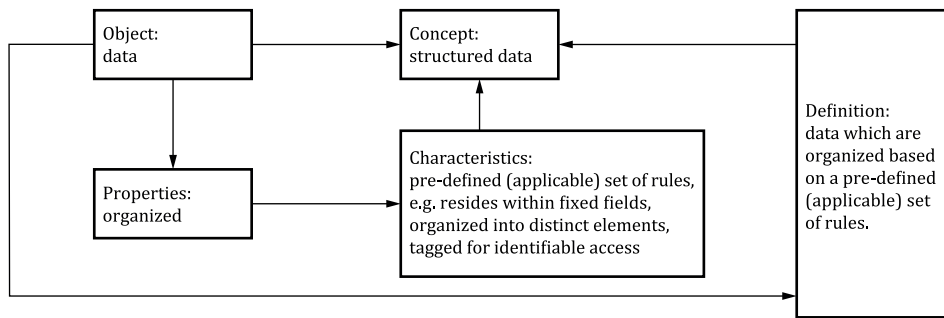 Object:
data
Concept:
structured data
Definition:
data which are
organized based
on a pre-defined
(applicable) set
of rules.
Properties:
organized
Characteristics:
pre-defined (applicable) set of rules,
e.g. resides within fixed fields,
organized into distinct elements,
tagged for identifiable access